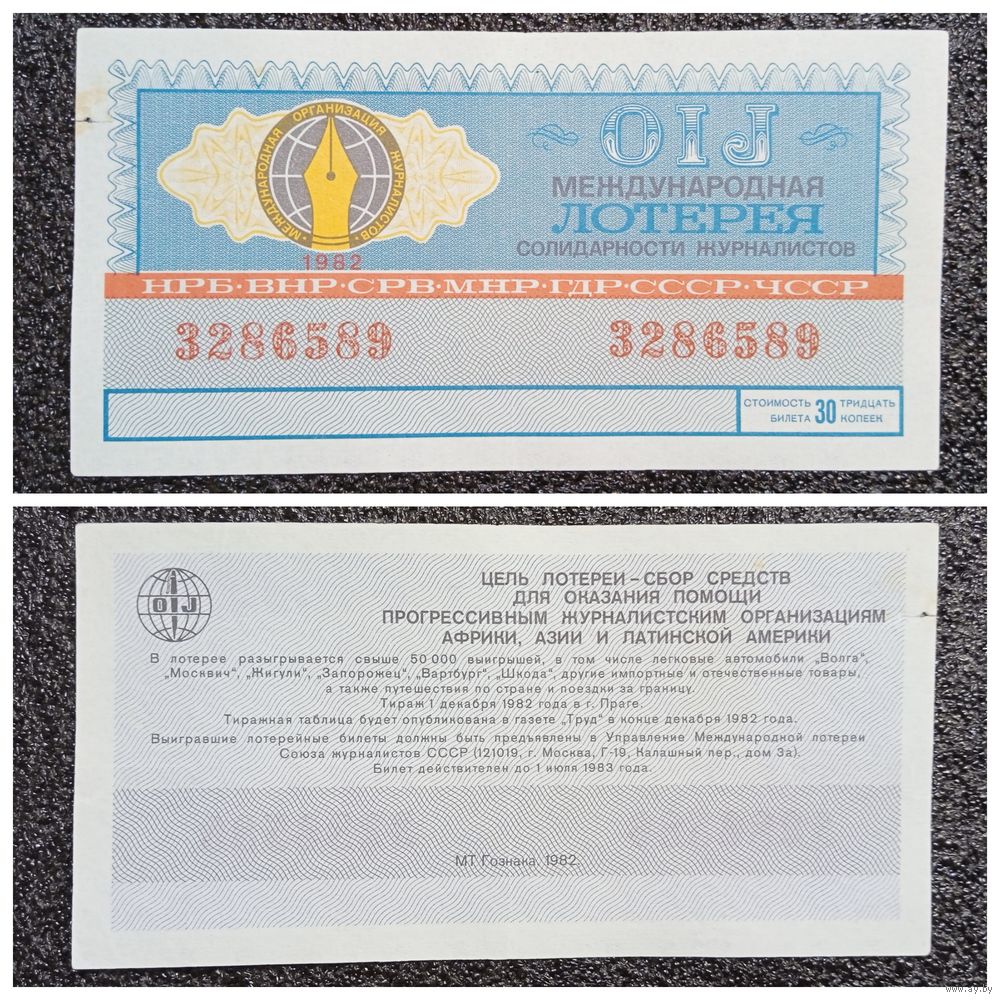 OIJ
МЕЖДУНАРОДНАЯ
ЛОТЕРЕЯ
СОЛИДАРНОСТИ ЖУРНАЛИСТОВ
МЕЖДУНАРОДНАЯ ОРГАНИЗАЦИЯ ЖУРНАЛИСТОВ
1982
НРБ·ВНР·СРВ·МНР·ГДР·СССР·ЧССР
3286589 3286589
СТОИМОСТЬ БИЛЕТА 30 ТРИДЦАТЬ КОПЕЕК
OIJ
ЦЕЛЬ ЛОТЕРЕИ – СБОР СРЕДСТВ
ДЛЯ ОКАЗАНИЯ ПОМОЩИ
ПРОГРЕССИВНЫМ ЖУРНАЛИСТСКИМ ОРГАНИЗАЦИЯМ
АФРИКИ, АЗИИ И ЛАТИНСКОЙ АМЕРИКИ
В лотерее разыгрывается свыше 50 000 выигрышей, в том числе легковые автомобили „Волга“,
„Москвич“, „Жигули“, „Запорожец“, „Вартбург“, „Шкода“, другие импортные и отечественные товары,
а также путешествия по стране и поездки за границу.
Тираж 1 декабря 1982 года в г. Праге.
Тиражная таблица будет опубликована в газете „Труд“ в конце декабря 1982 года.
Выигравшие лотерейные билеты должны быть предъявлены в Управление Международной лотереи
Союза журналистов СССР (121019, г. Москва, Г-19, Калашный пер., дом 3а).
Билет действителен до 1 июля 1983 года.
МТ Гознака. 1982.
www.ay.by